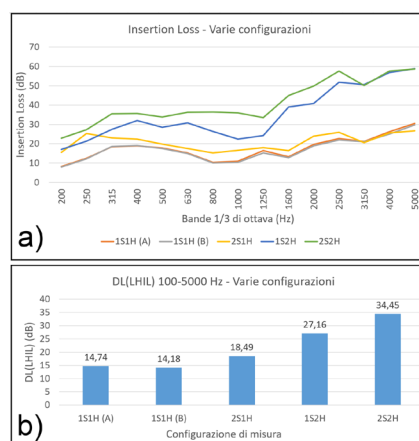 Insertion Loss - Varie configurazioni
Insertion Loss (dB)
70
60
50
40
30
20
10
0
200 250 315 400 500 630 800 1000 1250 1600 2000 2500 3150 4000 5000
Bande 1/3 di ottava (Hz)
1S1H (A) 1S1H (B) 2S1H 1S2H 2S2H
a)
DL(LHIL) 100-5000 Hz - Varie configurazioni
DL(LHIL) (dB)
40
35
30
25
20
15
10
5
0
14,74 14,18 18,49 27,16 34,45
1S1H (A) 1S1H (B) 2S1H 1S2H 2S2H
Configurazione di misura
b)